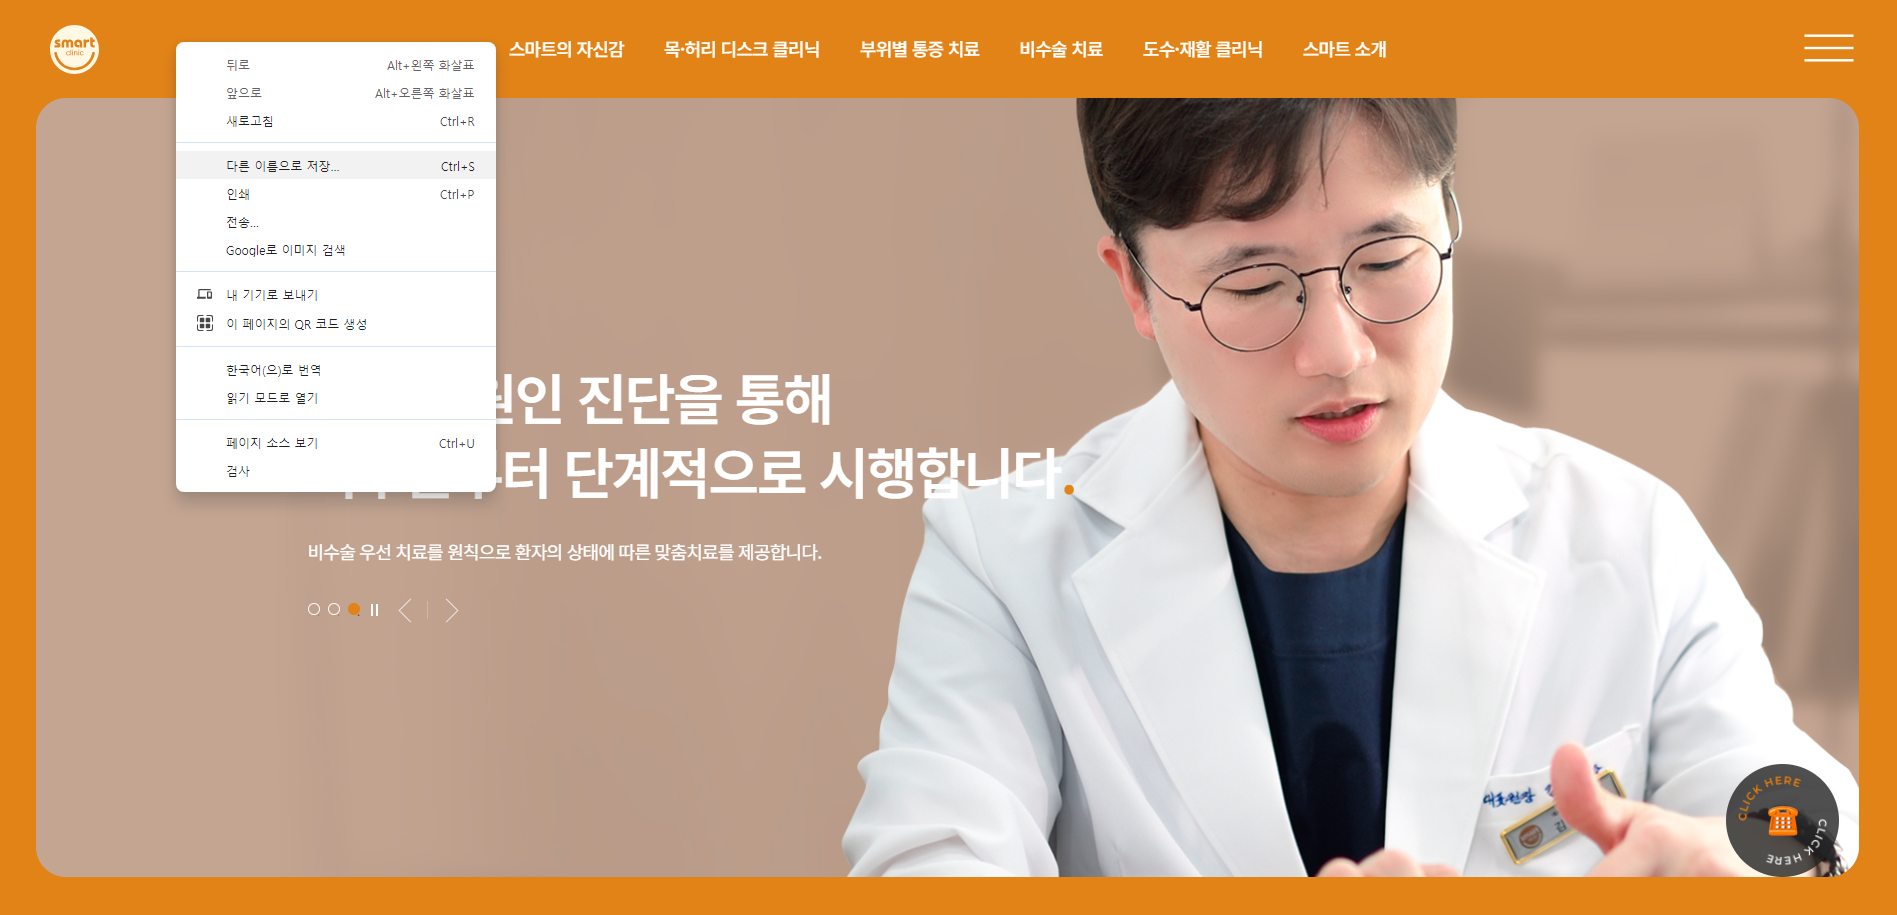 smart
clinic
스마트의 자신감
목·허리 디스크 클리닉
부위별 통증 치료
비수술 치료
도수·재활 클리닉
스마트 소개
뒤로 Alt+왼쪽 화살표
앞으로 Alt+오른쪽 화살표
새로고침 Ctrl+R
다른 이름으로 저장... Ctrl+S
인쇄 Ctrl+P
전송...
Google로 이미지 검색
내 기기로 보내기
이 페이지의 QR 코드 생성
한국어(으)로 번역
읽기 모드로 열기
페이지 소스 보기 Ctrl+U
검사
진단을 통해
단계적으로 시행합니다.
비수술 우선 치료를 원칙으로 환자의 상태에 따른 맞춤치료를 제공합니다.
대표원장
CLICK HERE
CLICK HERE